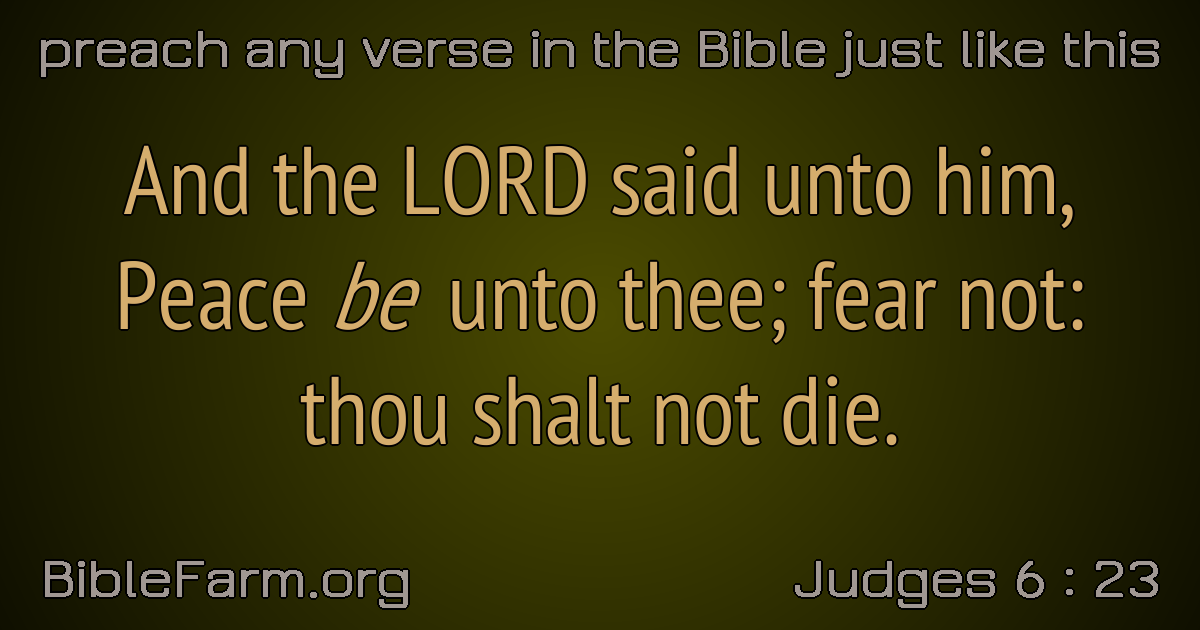 preach any verse in the Bible just like this
And the LORD said unto him,
Peace be unto thee; fear not:
thou shalt not die.
BibleFarm.org
Judges 6 : 23